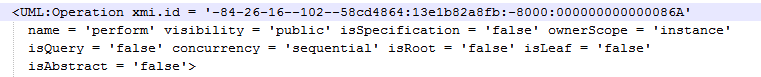 <UML:Operation xmi.id = '-84-26-16--102--58cd4864:13e1b82a8fb:-8000:000000000000086A'
name = 'perform' visibility = 'public' isSpecification = 'false' ownerScope = 'instance'
isQuery = 'false' concurrency = 'sequential' isRoot = 'false' isLeaf = 'false'
isAbstract = 'false'>